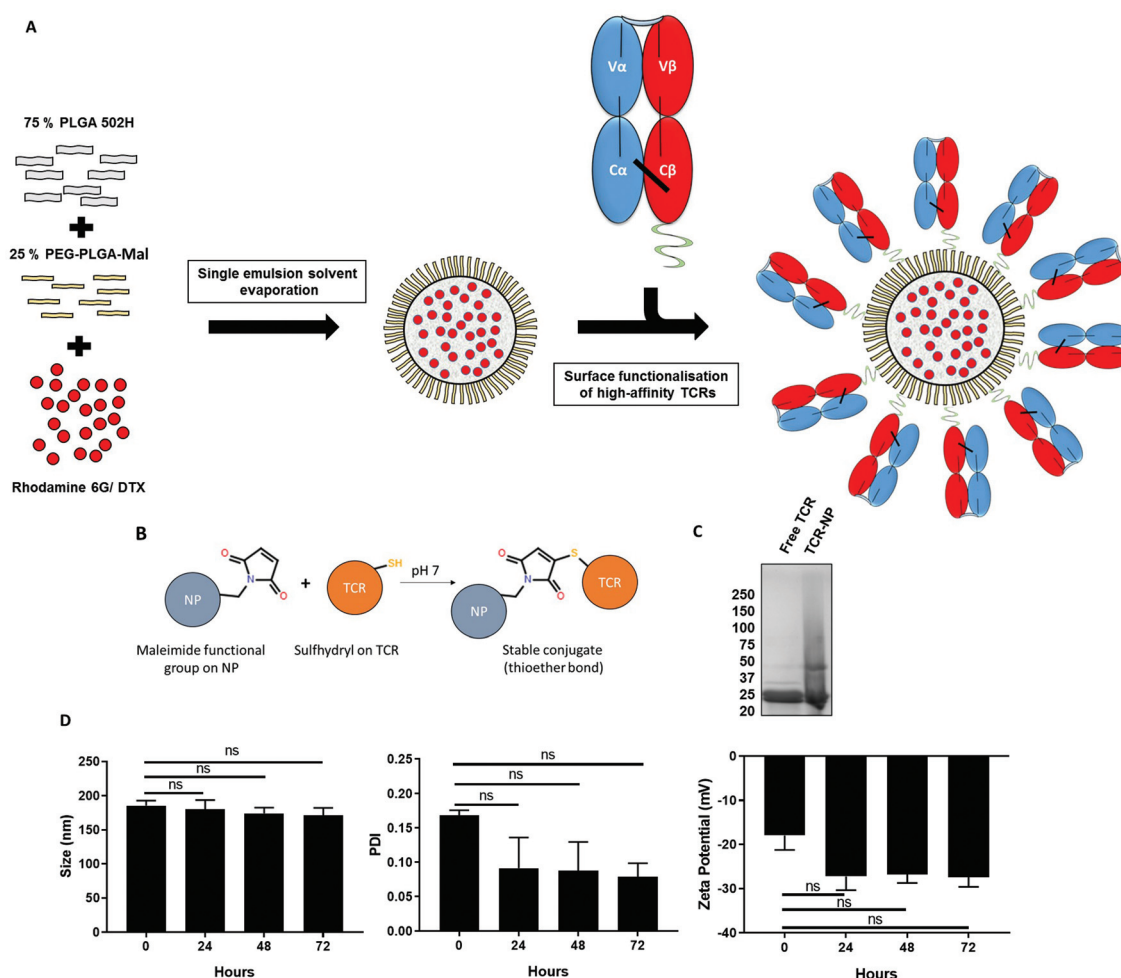 A
75 % PLGA 502H
25 % PEG-PLGA-Mal
Rhodamine 6G/ DTX
Single emulsion solvent
evaporation
Vα Vβ
Cα Cβ
Surface functionalisation
of high-affinity TCRs
B
O
N
O
NP
+
SH
TCR
pH 7
O
S
N
O
NP
TCR
Maleimide functional
group on NP
Sulfhydryl on TCR
Stable conjugate
(thioether bond)
C
Free TCR
TCR-NP
250
150
100
75
50
37
25
20
D
Size (nm)
250
200
150
100
50
0
ns
ns
ns
0 24 48 72
Hours
PDI
0.25
0.20
0.15
0.10
0.05
0.00
ns
ns
ns
0 24 48 72
Hours
Zeta Potential (mV)
0
-10
-20
-30
-40
ns
ns
ns
0 24 48 72
Hours